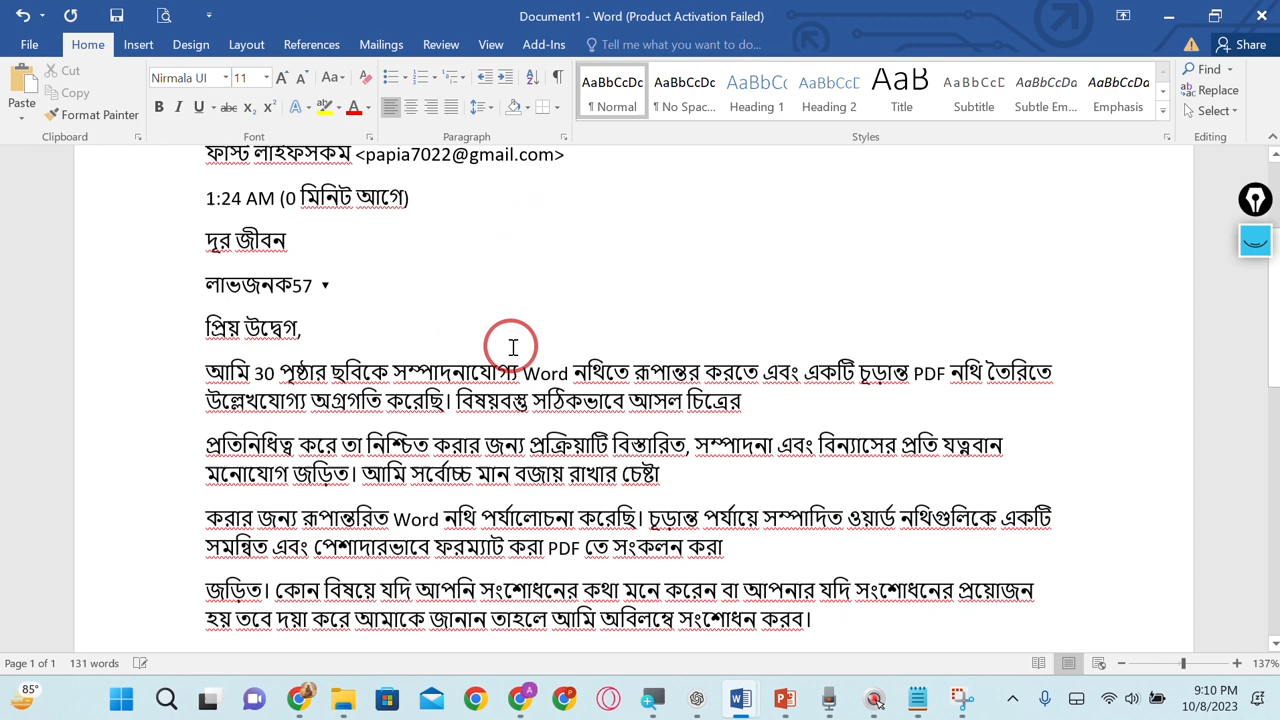 Document1 - Word (Product Activation Failed)
File Home Insert Design Layout References Mailings Review View Add-Ins Tell me what you want to do... Share
Paste Cut Copy Format Painter
Nirmala UI 11
AaBbCcDc AaBbCcDc AaBbCc AaBbCcD AaB AaBbCcD AaBbCcDc AaBbCcDc
¶ Normal ¶ No Spac... Heading 1 Heading Title Subtitle Subtle Em... Emphasis
Find Replace Select
Clipboard Font Paragraph Styles Editing
ফাস্ট লাইফসকম <papia7022@gmail.com>
1:24 AM (0 মিনিট আগে)
দূর জীবন
লাভজনক57 ▼
প্রিয় উদ্বেগ,
আমি 30 পৃষ্ঠার ছবিকে সম্পাদনাযোগ্য Word নথিতে রূপান্তর করতে এবং একটি চূড়ান্ত PDF নথি তৈরিতে
উল্লেখযোগ্য অগ্রগতি করেছি। বিষয়বস্তু সঠিকভাবে আসল চিত্রের
প্রতিনিধিত্ব করে তা নিশ্চিত করার জন্য প্রক্রিয়াটি বিস্তারিত, সম্পাদনা এবং বিন্যাসের প্রতি যত্নবান
মনোযোগ জড়িত। আমি সর্বোচ্চ মান বজায় রাখার চেষ্টা
করার জন্য রূপান্তরিত Word নথি পর্যালোচনা করেছি। চূড়ান্ত পর্যায়ে সম্পাদিত ওয়ার্ড নথিগুলিকে একটি
সমন্বিত এবং পেশাদারভাবে ফরম্যাট করা PDF তে সংকলন করা
জড়িত। কোন বিষয়ে যদি আপনি সংশোধনের কথা মনে করেন বা আপনার যদি সংশোধনের প্রয়োজন
হয় তবে দয়া করে আমাকে জানান তাহলে আমি অবিলম্বে সংশোধন করব।
Page 1 of 1 131 words 137%
85° 9:10 PM
10/8/2023